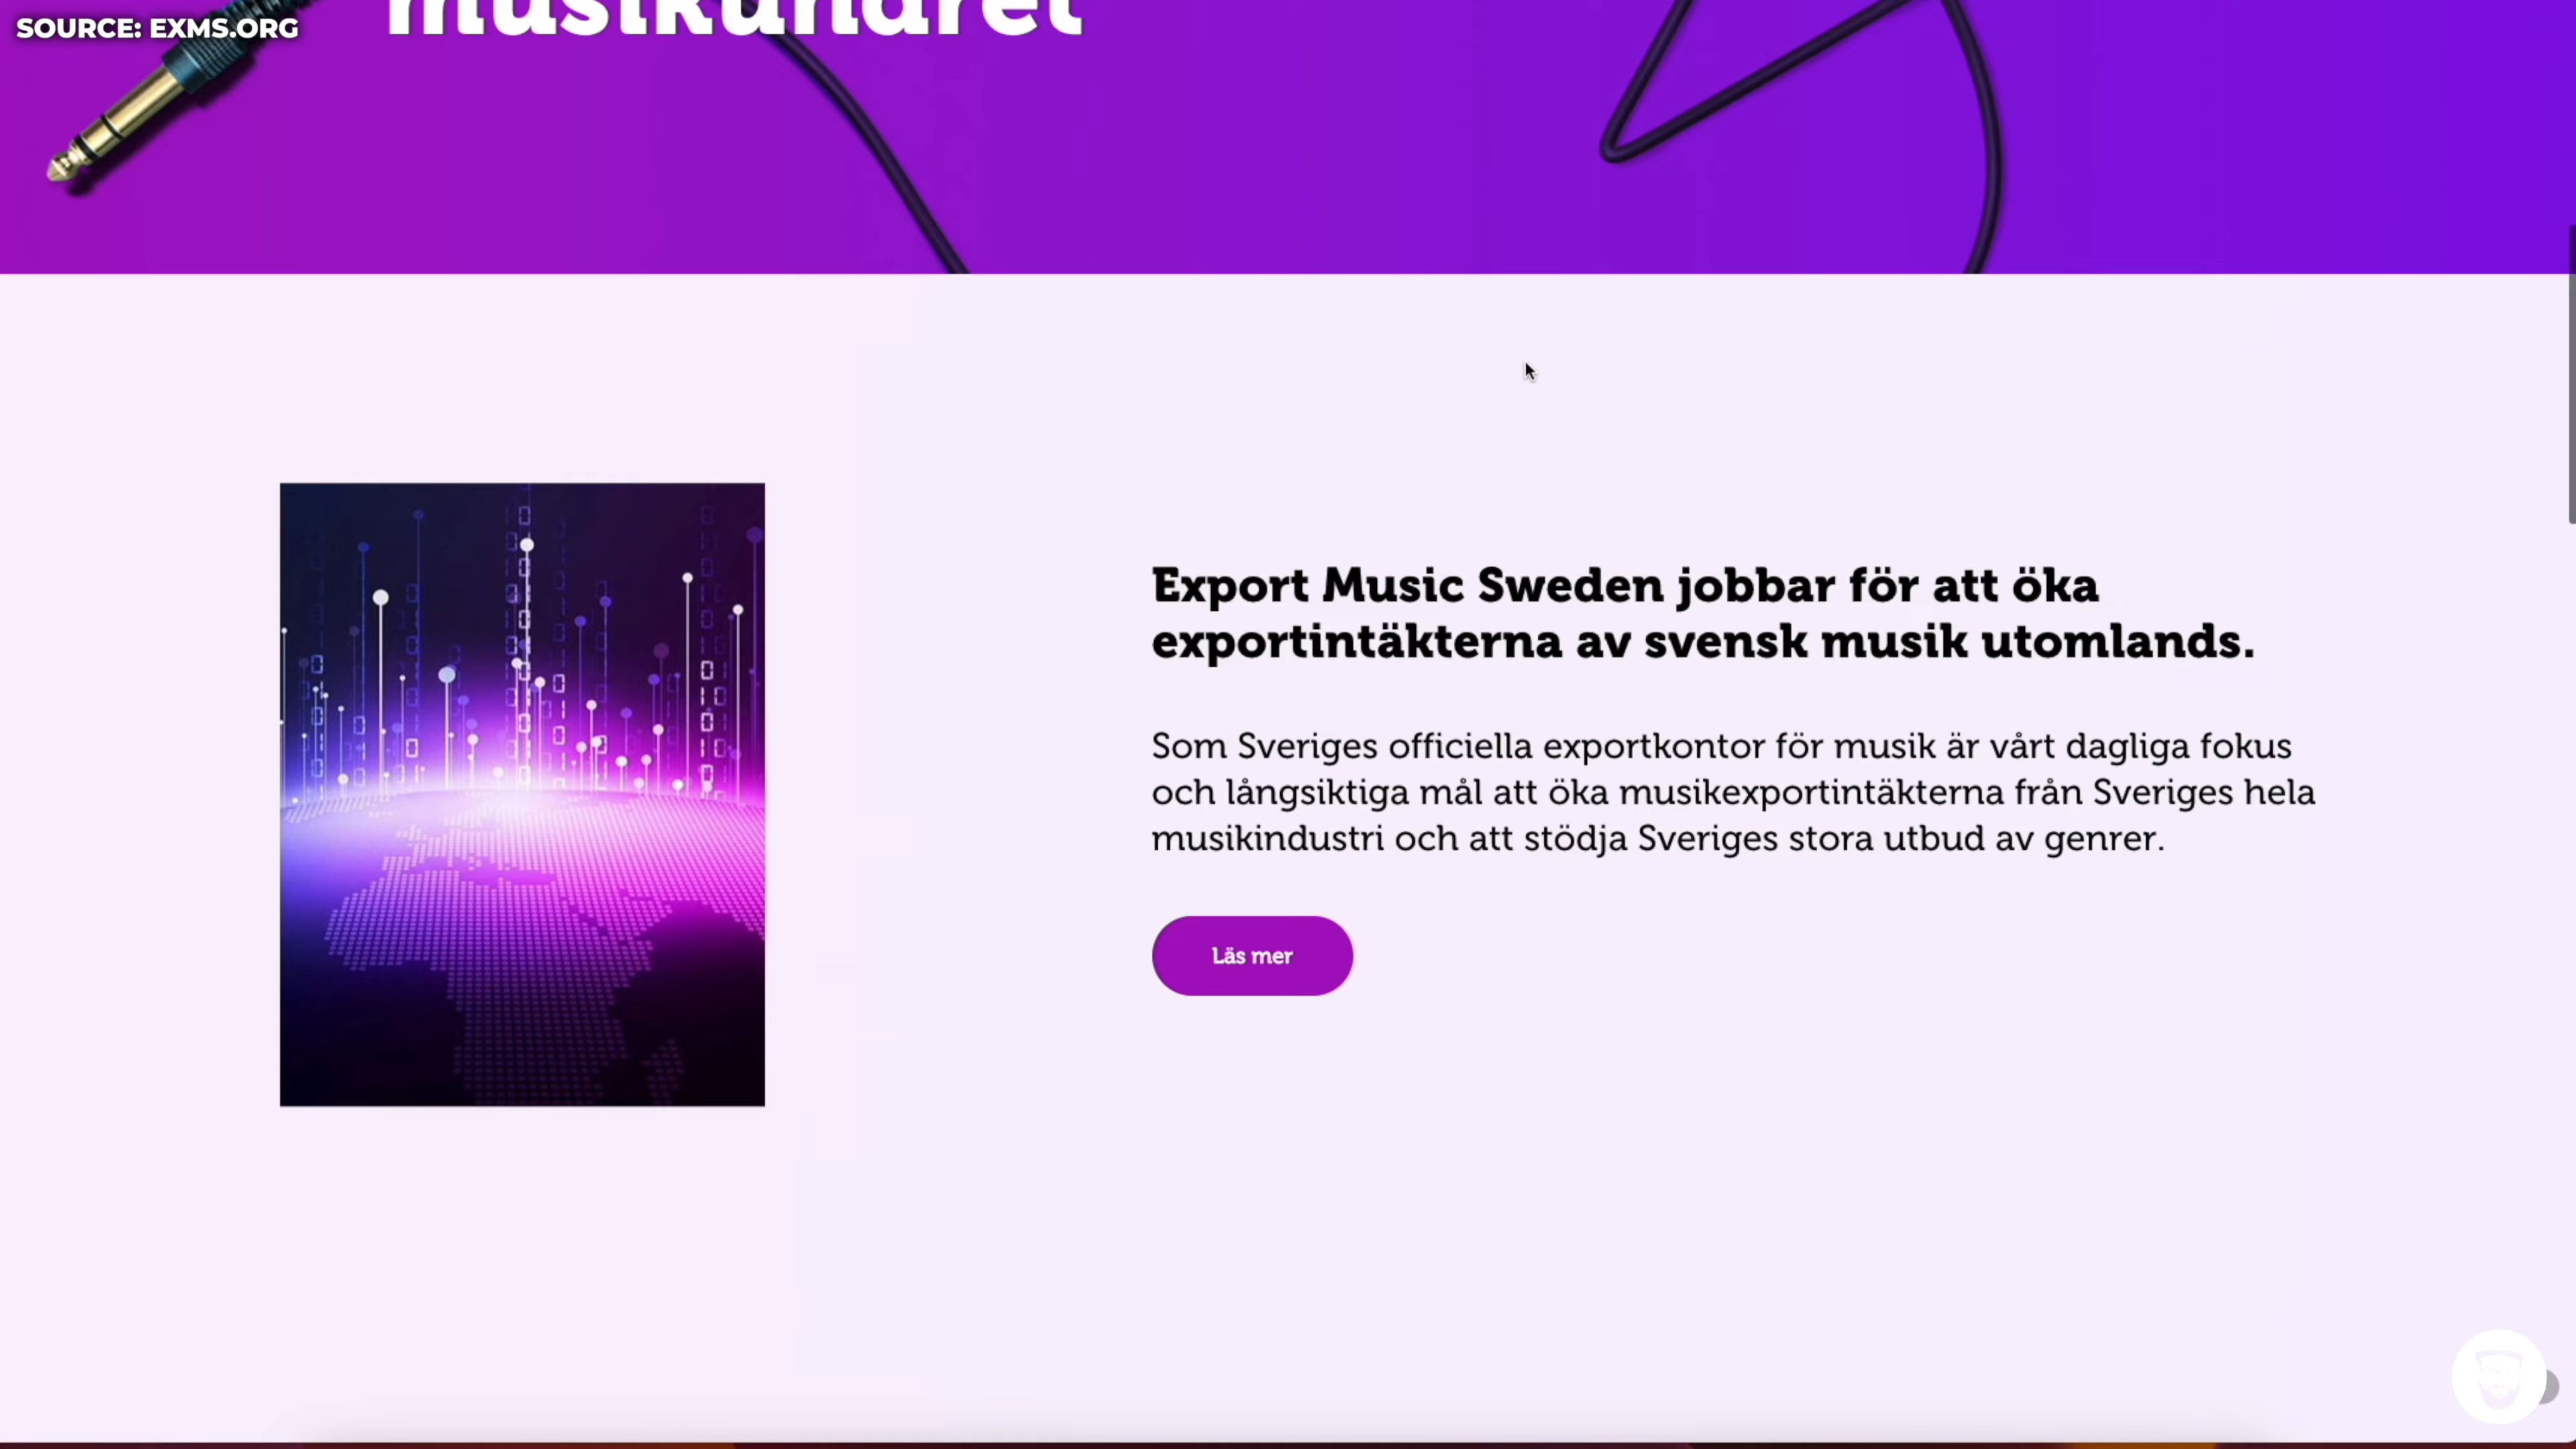 musikundret
SOURCE: EXMS.ORG
Export Music Sweden jobbar för att öka
exportintäkterna av svensk musik utomlands.
Som Sveriges officiella exportkontor för musik är vårt dagliga fokus
och långsiktiga mål att öka musikexportintäkterna från Sveriges hela
musikindustri och att stödja Sveriges stora utbud av genrer.
Läs mer